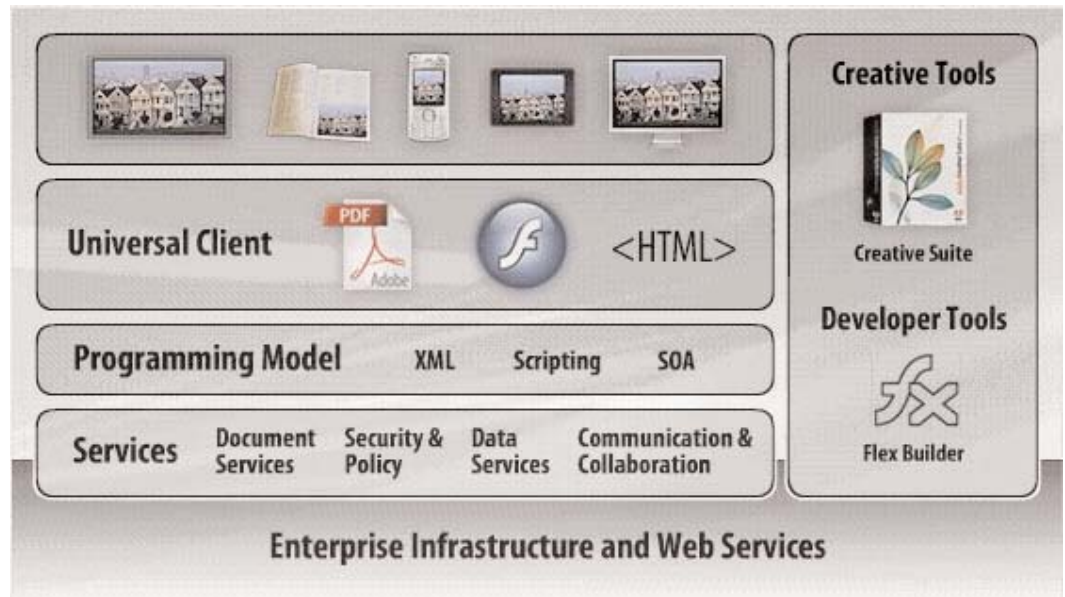 Creative Tools
Creative Suite
Developer Tools
Flex Builder
Universal Client
PDF
Adobe
<HTML>
Programming Model XML Scripting SOA
Services
Document
Services
Security &
Policy
Data
Services
Communication &
Collaboration
Enterprise Infrastructure and Web Services